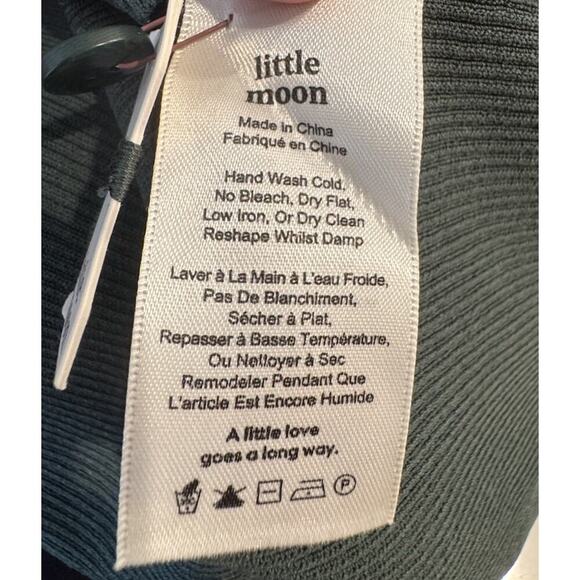 little
moon
Made in China
Fabriqué en Chine
Hand Wash Cold,
No Bleach, Dry Flat,
Low Iron, Or Dry Clean
Reshape Whilst Damp
Laver à La Main à L'eau Froide,
Pas De Blanchiment,
Sécher à Plat,
Repasser à Basse Température,
Ou Nettoyer à Sec
Remodeler Pendant Que
L'article Est Encore Humide
A little love
goes a long way.
P